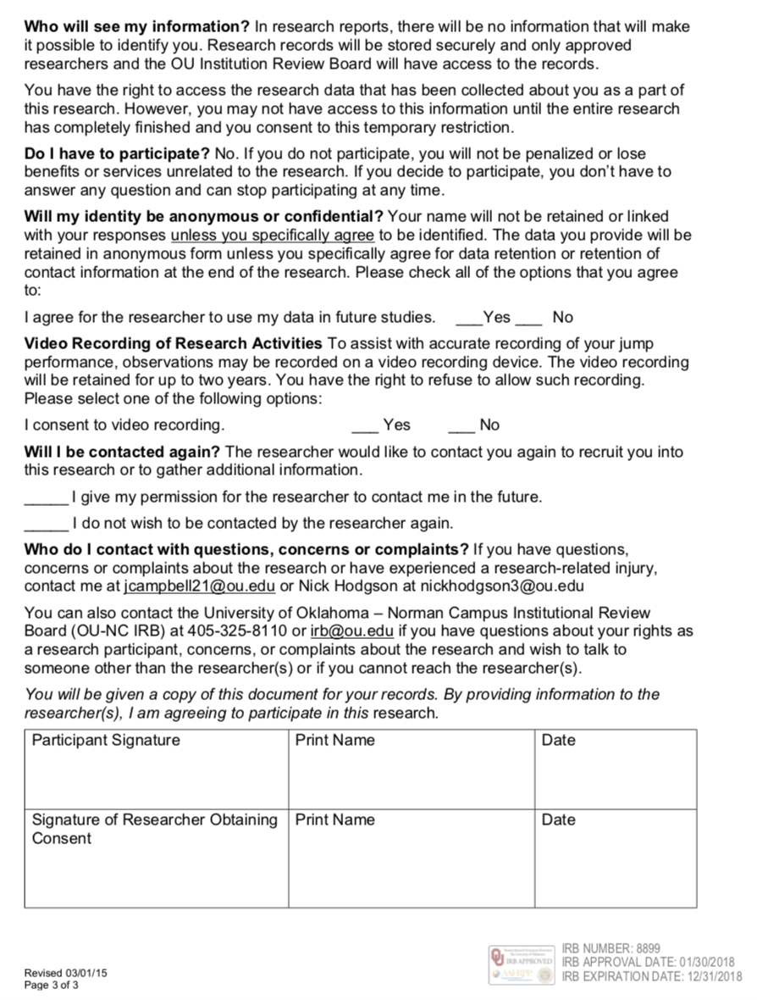 Who will see my information? In research reports, there will be no information that will make
it possible to identify you. Research records will be stored securely and only approved
researchers and the OU Institution Review Board will have access to the records.
You have the right to access the research data that has been collected about you as a part of
this research. However, you may not have access to this information until the entire research
has completely finished and you consent to this temporary restriction.
Do I have to participate? No. If you do not participate, you will not be penalized or lose
benefits or services unrelated to the research. If you decide to participate, you don’t have to
answer any question and can stop participating at any time.
Will my identity be anonymous or confidential? Your name will not be retained or linked
with your responses unless you specifically agree to be identified. The data you provide will be
retained in anonymous form unless you specifically agree for data retention or retention of
contact information at the end of the research. Please check all of the options that you agree
to:
I agree for the researcher to use my data in future studies. ___Yes ___ No
Video Recording of Research Activities To assist with accurate recording of your jump
performance, observations may be recorded on a video recording device. The video recording
will be retained for up to two years. You have the right to refuse to allow such recording.
Please select one of the following options:
I consent to video recording. ___ Yes ___ No
Will I be contacted again? The researcher would like to contact you again to recruit you into
this research or to gather additional information.
_____ I give my permission for the researcher to contact me in the future.
_____ I do not wish to be contacted by the researcher again.
Who do I contact with questions, concerns or complaints? If you have questions,
concerns or complaints about the research or have experienced a research-related injury,
contact me at jcampbell21@ou.edu or Nick Hodgson at nickhodgson3@ou.edu
You can also contact the University of Oklahoma – Norman Campus Institutional Review
Board (OU-NC IRB) at 405-325-8110 or irb@ou.edu if you have questions about your rights as
a research participant, concerns, or complaints about the research and wish to talk to
someone other than the researcher(s) or if you cannot reach the researcher(s).
You will be given a copy of this document for your records. By providing information to the
researcher(s), I am agreeing to participate in this research.
Participant Signature Print Name Date
Signature of Researcher Obtaining Print Name Date
Consent
IRB NUMBER: 8899
IRB APPROVED IRB APPROVAL DATE: 01/30/2018
AAHRPP IRB EXPIRATION DATE: 12/31/2018
Revised 03/01/15
Page 3 of 3